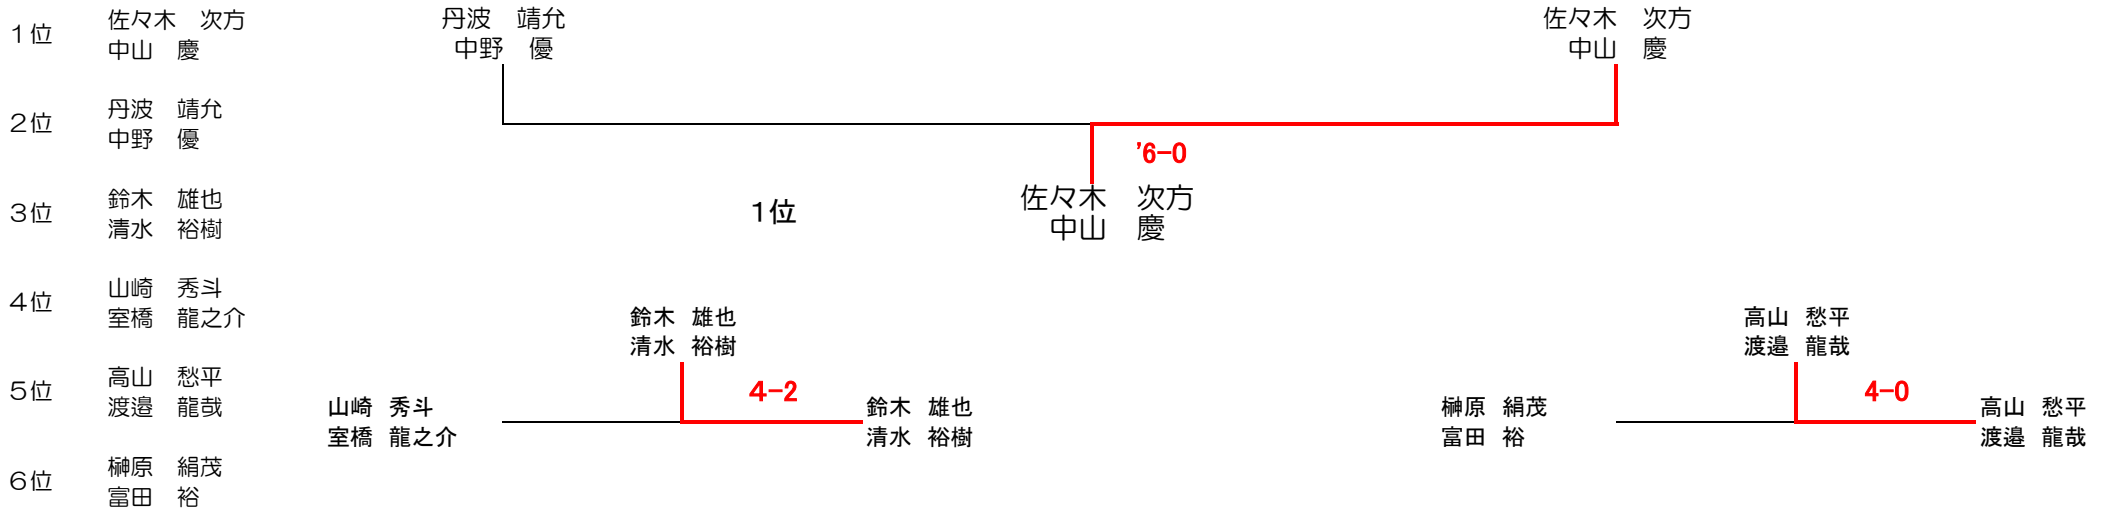 1位
佐々木　次方
中山　慶
2位
丹波　靖允
中野　優
3位
鈴木　雄也
清水　裕樹
4位
山崎　秀斗
室橋　龍之介
5位
高山　愁平
渡邉　龍哉
6位
榊原　絹茂
富田　裕
丹波　靖允
中野　優
佐々木　次方
中山　慶
'6-0
1位
佐々木　次方
中山　慶
鈴木　雄也
清水　裕樹
4-2
山崎　秀斗
室橋　龍之介
鈴木　雄也
清水　裕樹
高山　愁平
渡邉　龍哉
4-0
榊原　絹茂
富田　裕
高山　愁平
渡邉　龍哉